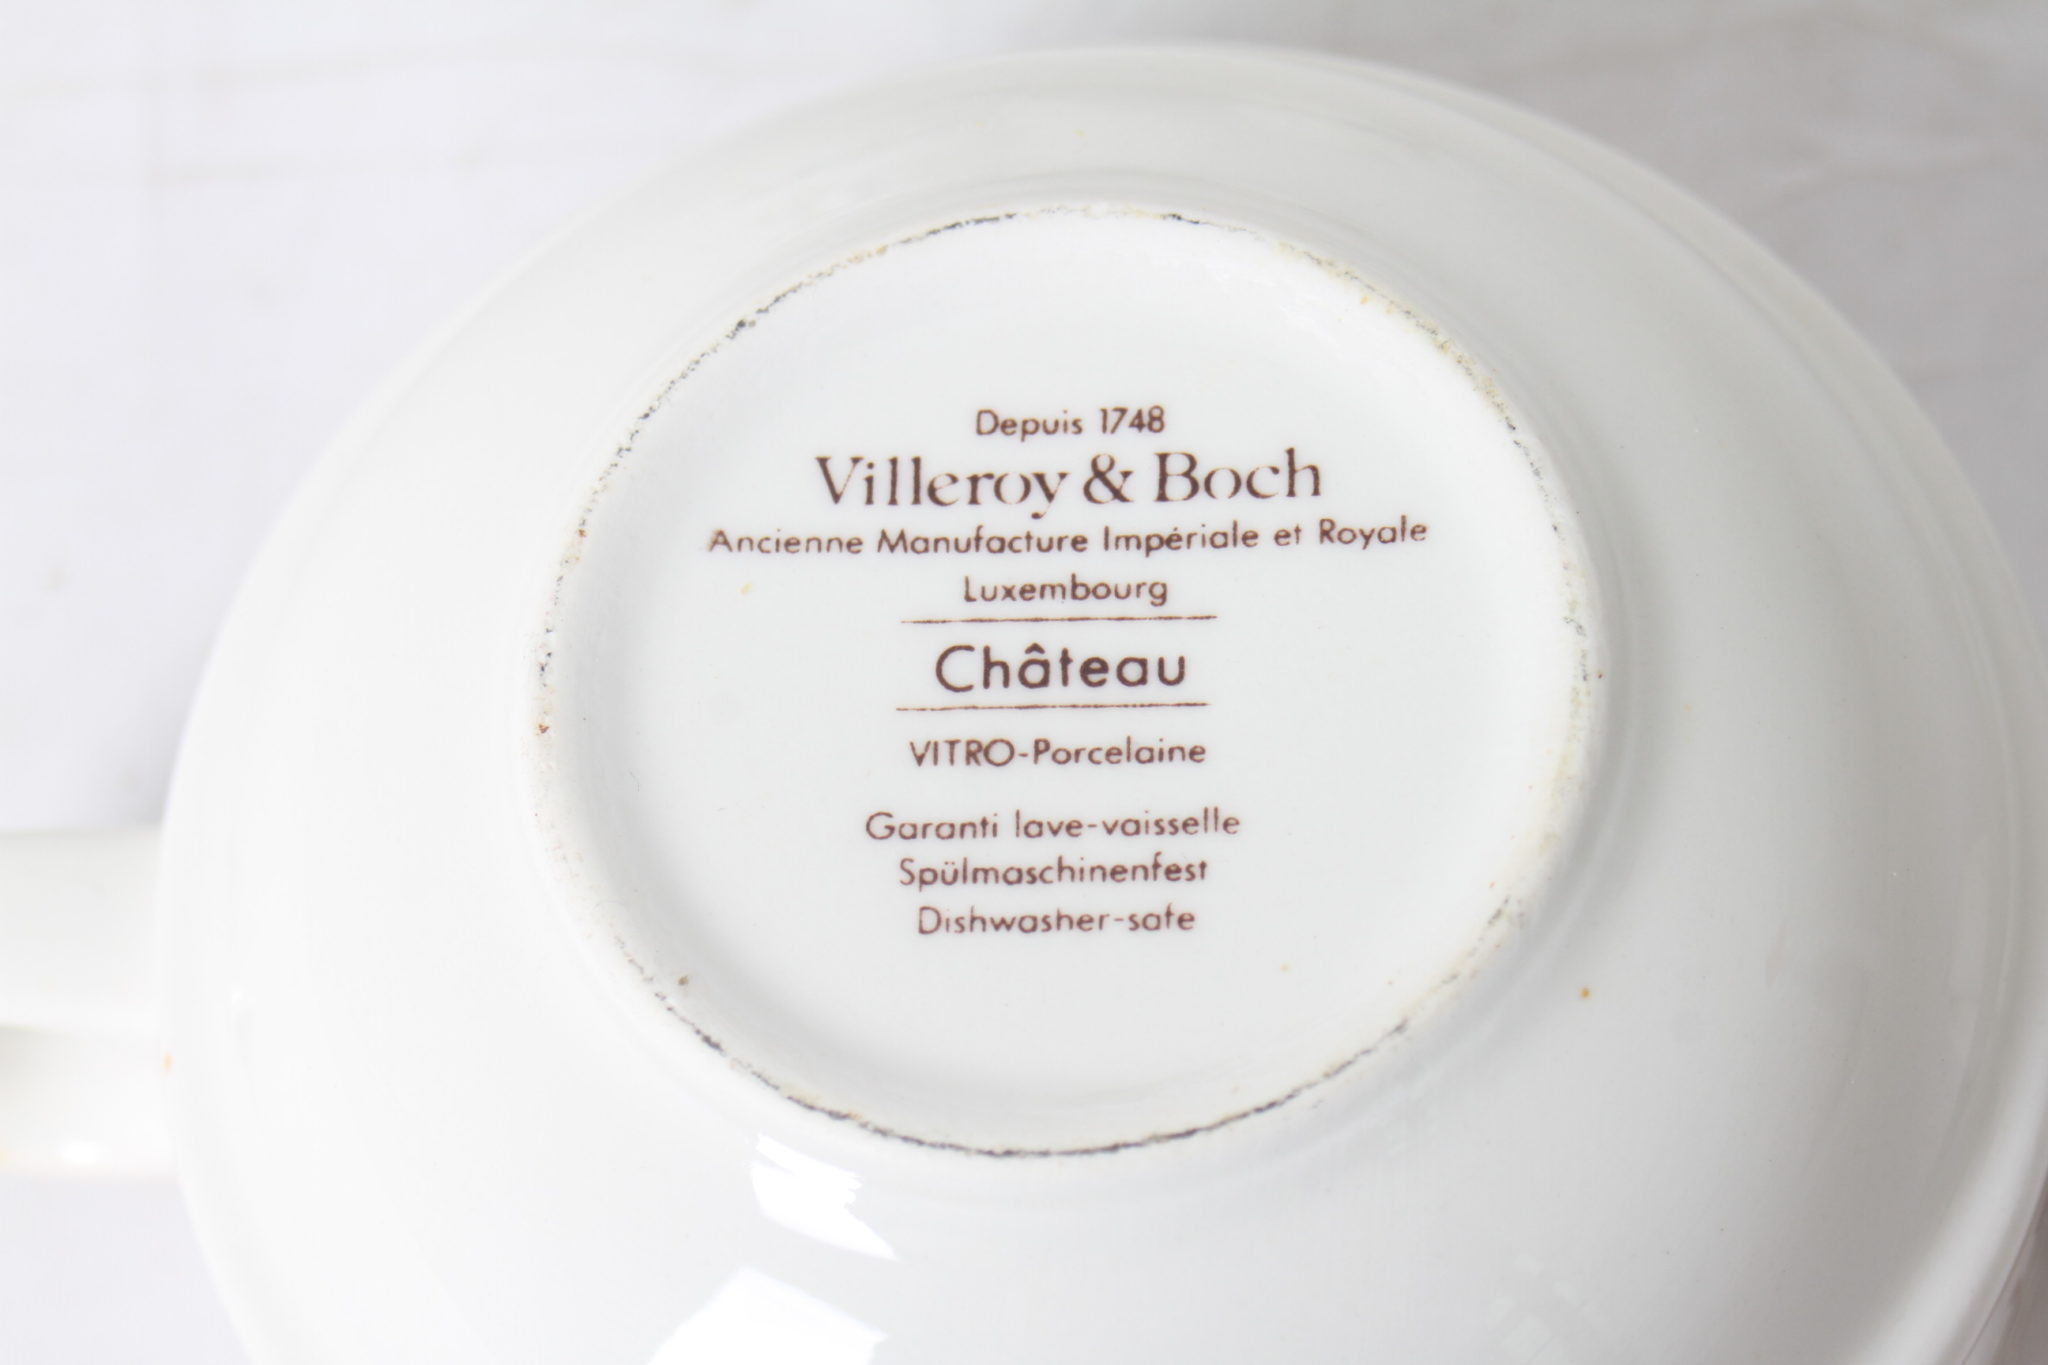 Depuis 1748
Villeroy & Boch
Ancienne Manufacture Impériale et Royale
Luxembourg
Château
VITRO-Porcelaine
Garanti lave-vaisselle
Spülmaschinenfest
Dishwasher-safe